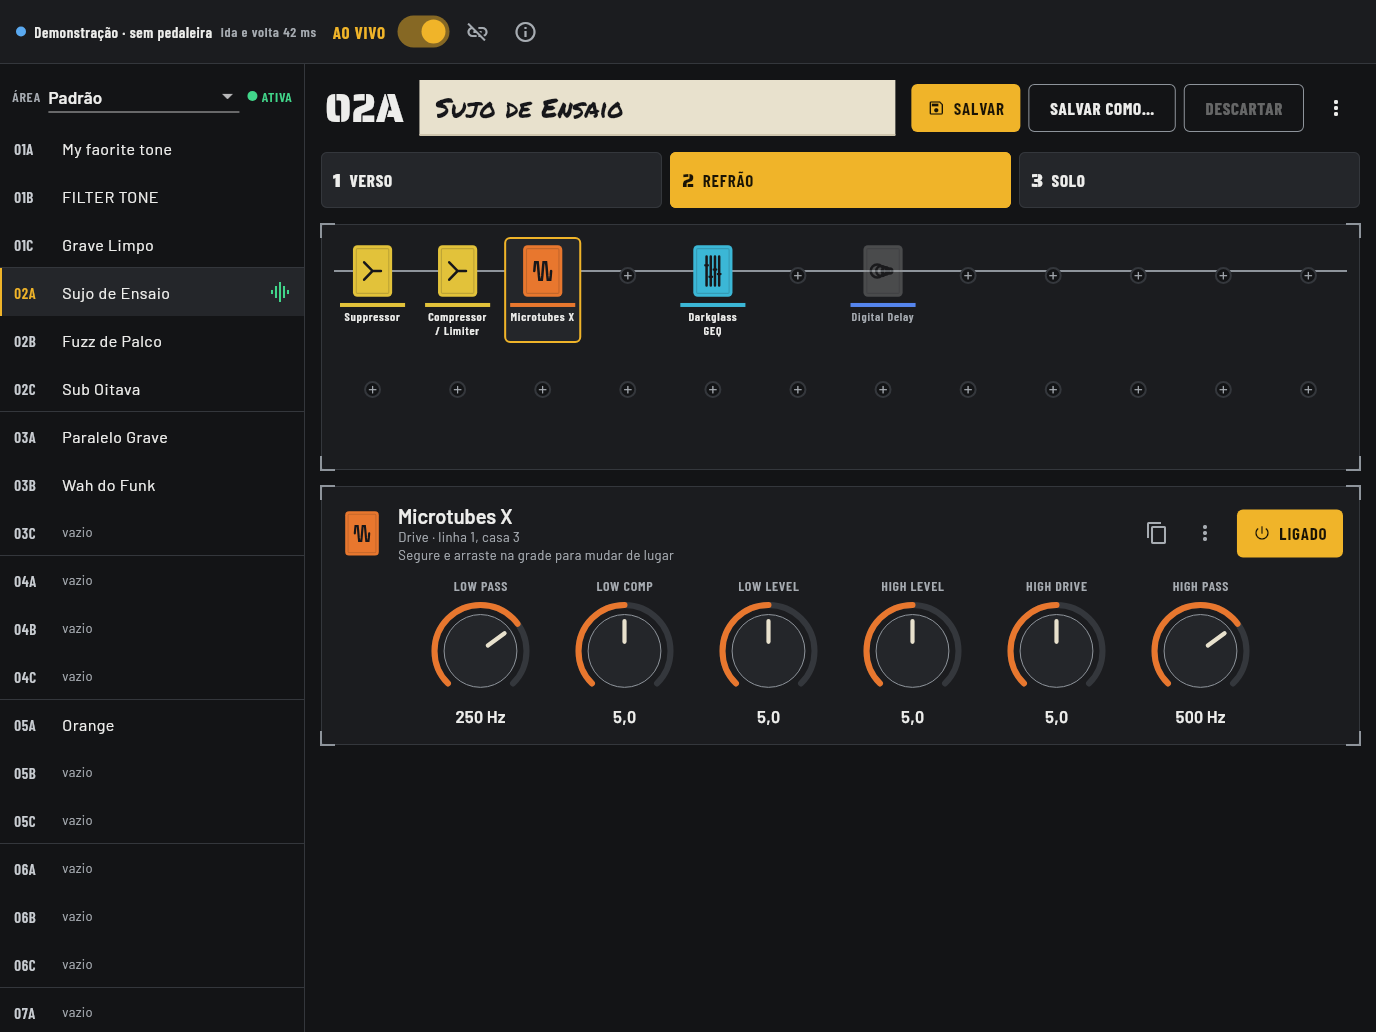 Demonstração · sem pedaleira Ida e volta 42 ms AO VIVO
ÁREA Padrão ATIVA
01A My faorite tone
01B FILTER TONE
01C Grave Limpo
02A Sujo de Ensaio
02B Fuzz de Palco
02C Sub Oitava
03A Paralelo Grave
03B Wah do Funk
03C vazio
04A vazio
04B vazio
04C vazio
05A Orange
05B vazio
05C vazio
06A vazio
06B vazio
06C vazio
07A vazio
02A Sujo de Ensaio SALVAR SALVAR COMO... DESCARTAR
1 VERSO
2 REFRÃO
3 SOLO
Suppressor
Compressor
/ Limiter
Microtubes X
Darkglass
GEQ
Digital Delay
Microtubes X
Drive · linha 1, casa 3
Segure e arraste na grade para mudar de lugar
LIGADO
LOW PASS LOW COMP LOW LEVEL HIGH LEVEL HIGH DRIVE HIGH PASS
250 Hz 5,0 5,0 5,0 5,0 500 Hz